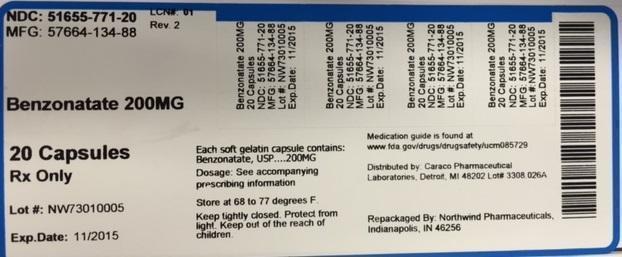 NDC: 51655-771-20 LCN#: 01
MFG: 57664-134-88 Rev. 2
Benzonatate 200MG
20 Capsules
Rx Only
Lot #: NW73010005
Exp.Date: 11/2015
Each soft gelatin capsule contains:
Benzonatate, USP....200MG
Dosage: See accompanying
prescribing information
Store at 68 to 77 degrees F.
Keep tightly closed. Protect from
light. Keep out of the reach of
children.
Benzonatate 200MG
20 Capsules
NDC: 51655-771-20
MFG: 57664-134-88
Lot #: NW73010005
Exp.Date: 11/2015
Benzonatate 200MG
20 Capsules
NDC: 51655-771-20
MFG: 57664-134-88
Lot #: NW73010005
Exp.Date: 11/2015
Benzonatate 200MG
20 Capsules
NDC: 51655-771-20
MFG: 57664-134-88
Lot #: NW73010005
Exp.Date: 11/2015
Benzonatate 200MG
20 Capsules
NDC: 51655-771-20
MFG: 57664-134-88
Lot #: NW73010005
Exp.Date: 11/2015
Medication guide is found at
www.fda.gov/drugs/drugsafety/ucm085729
Distributed by: Caraco Pharmaceutical
Laboratories, Detroit, MI 48202 Lot# 3308.026A
Repackaged By: Northwind Pharmaceuticals,
Indianapolis, IN 46256